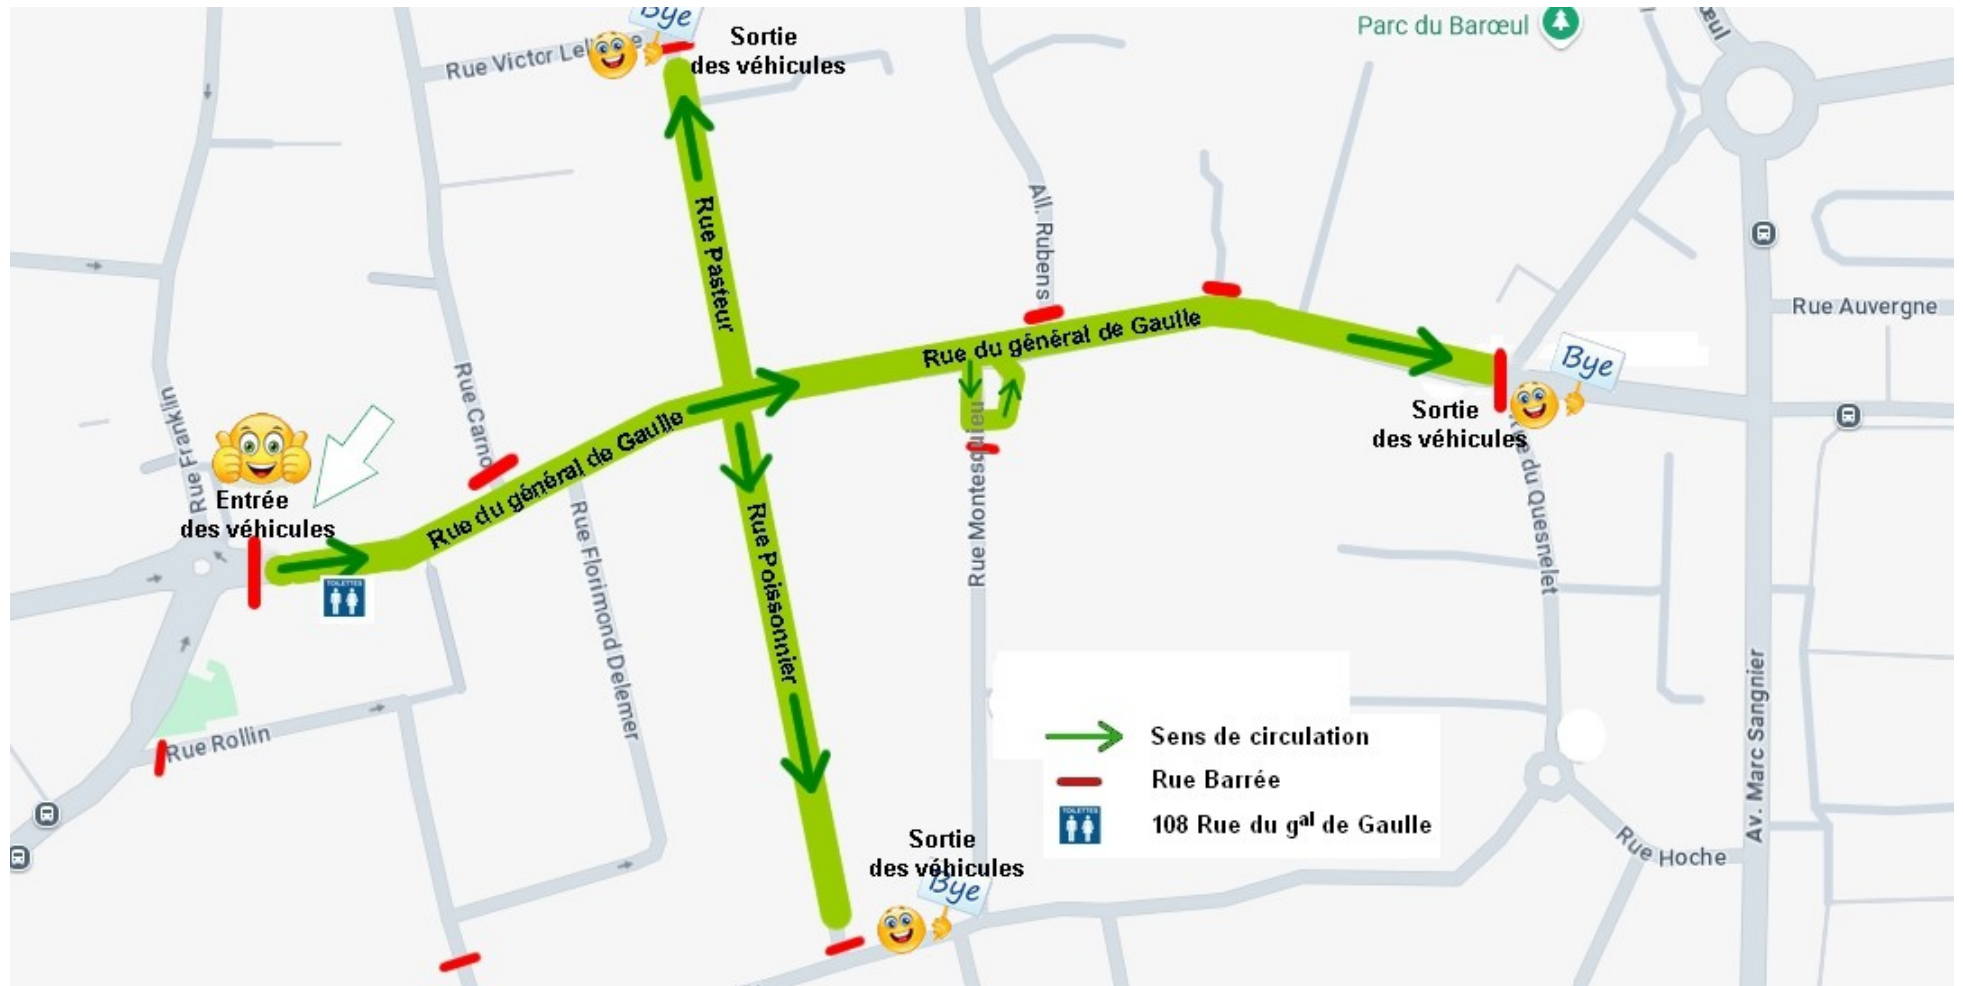 Bye
Sortie
des véhicules
Parc du Barœul
Rue Victor
Rue Pasteur
All. Rubens
Rue Auvergne
Rue du général de Gaulle
Bye
Sortie
des véhicules
Rue Franklin
Rue Carno
Rue du général de Gaulle
Entrée
des véhicules
TOILETTES
Rue Florimond Delemer
Rue Poissonnier
Rue Montesquieu
Rue du Quesnelet
Rue Rollin
Av. Marc Sangnier
Sens de circulation
Rue Barrée
TOILETTES
108 Rue du gal de Gaulle
Rue Hoche
Sortie
des véhicules
Bye